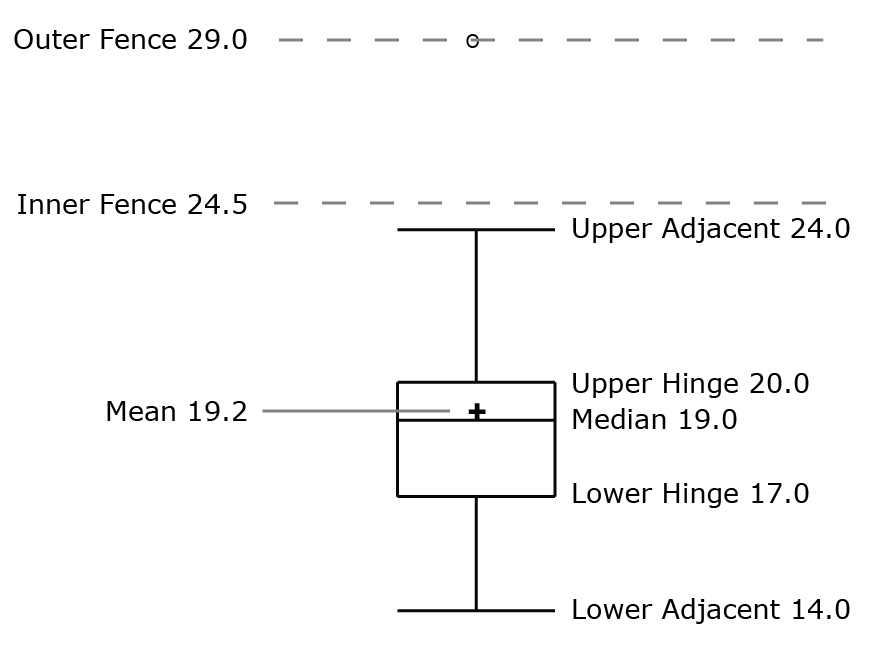 Outer Fence 29.0
Inner Fence 24.5
Upper Adjacent 24.0
Upper Hinge 20.0
Mean 19.2
Median 19.0
Lower Hinge 17.0
Lower Adjacent 14.0